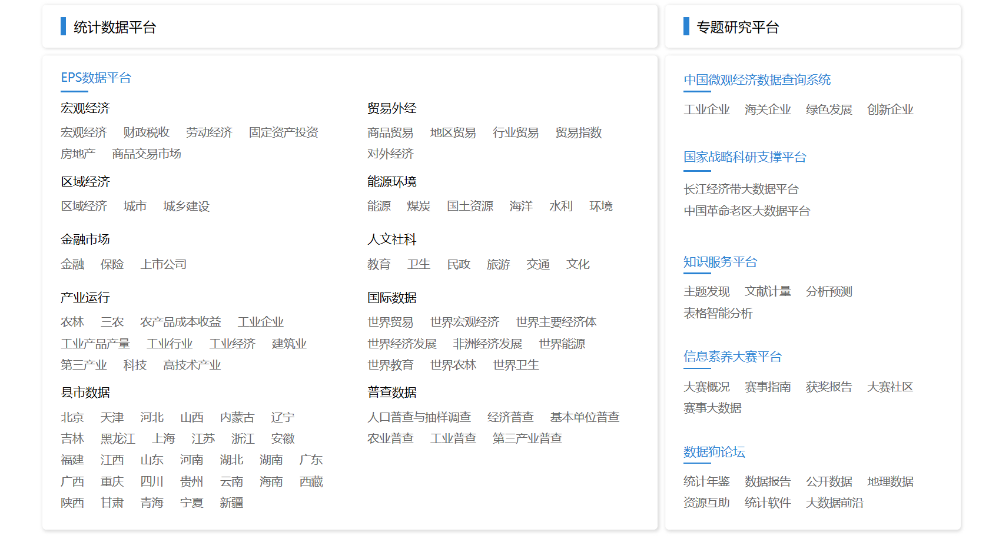 统计数据平台
专题研究平台
EPS数据平台
宏观经济
宏观经济 财政税收 劳动经济 固定资产投资
房地产 商品交易市场
贸易外经
商品贸易 地区贸易 行业贸易 贸易指数
对外经济
区域经济
区域经济 城市 城乡建设
能源环境
能源 煤炭 国土资源 海洋 水利 环境
金融市场
金融 保险 上市公司
人文社科
教育 卫生 民政 旅游 交通 文化
产业运行
农林 三农 农产品成本收益 工业企业
工业产品产量 工业行业 工业经济 建筑业
第三产业 科技 高技术产业
国际数据
世界贸易 世界宏观经济 世界主要经济体
世界经济发展 非洲经济发展 世界能源
世界教育 世界农林 世界卫生
县市数据
北京 天津 河北 山西 内蒙古 辽宁
吉林 黑龙江 上海 江苏 浙江 安徽
福建 江西 山东 河南 湖北 湖南 广东
广西 重庆 四川 贵州 云南 海南 西藏
陕西 甘肃 青海 宁夏 新疆
普查数据
人口普查与抽样调查 经济普查 基本单位普查
农业普查 工业普查 第三产业普查
中国微观经济数据查询系统
工业企业 海关企业 绿色发展 创新企业
国家战略科研支撑平台
长江经济带大数据平台
中国革命老区大数据平台
知识服务平台
主题发现 文献计量 分析预测
表格智能分析
信息素养大赛平台
大赛概况 赛事指南 获奖报告 大赛社区
赛事大数据
数据狗论坛
统计年鉴 数据报告 公开数据 地理数据
资源互助 统计软件 大数据前沿